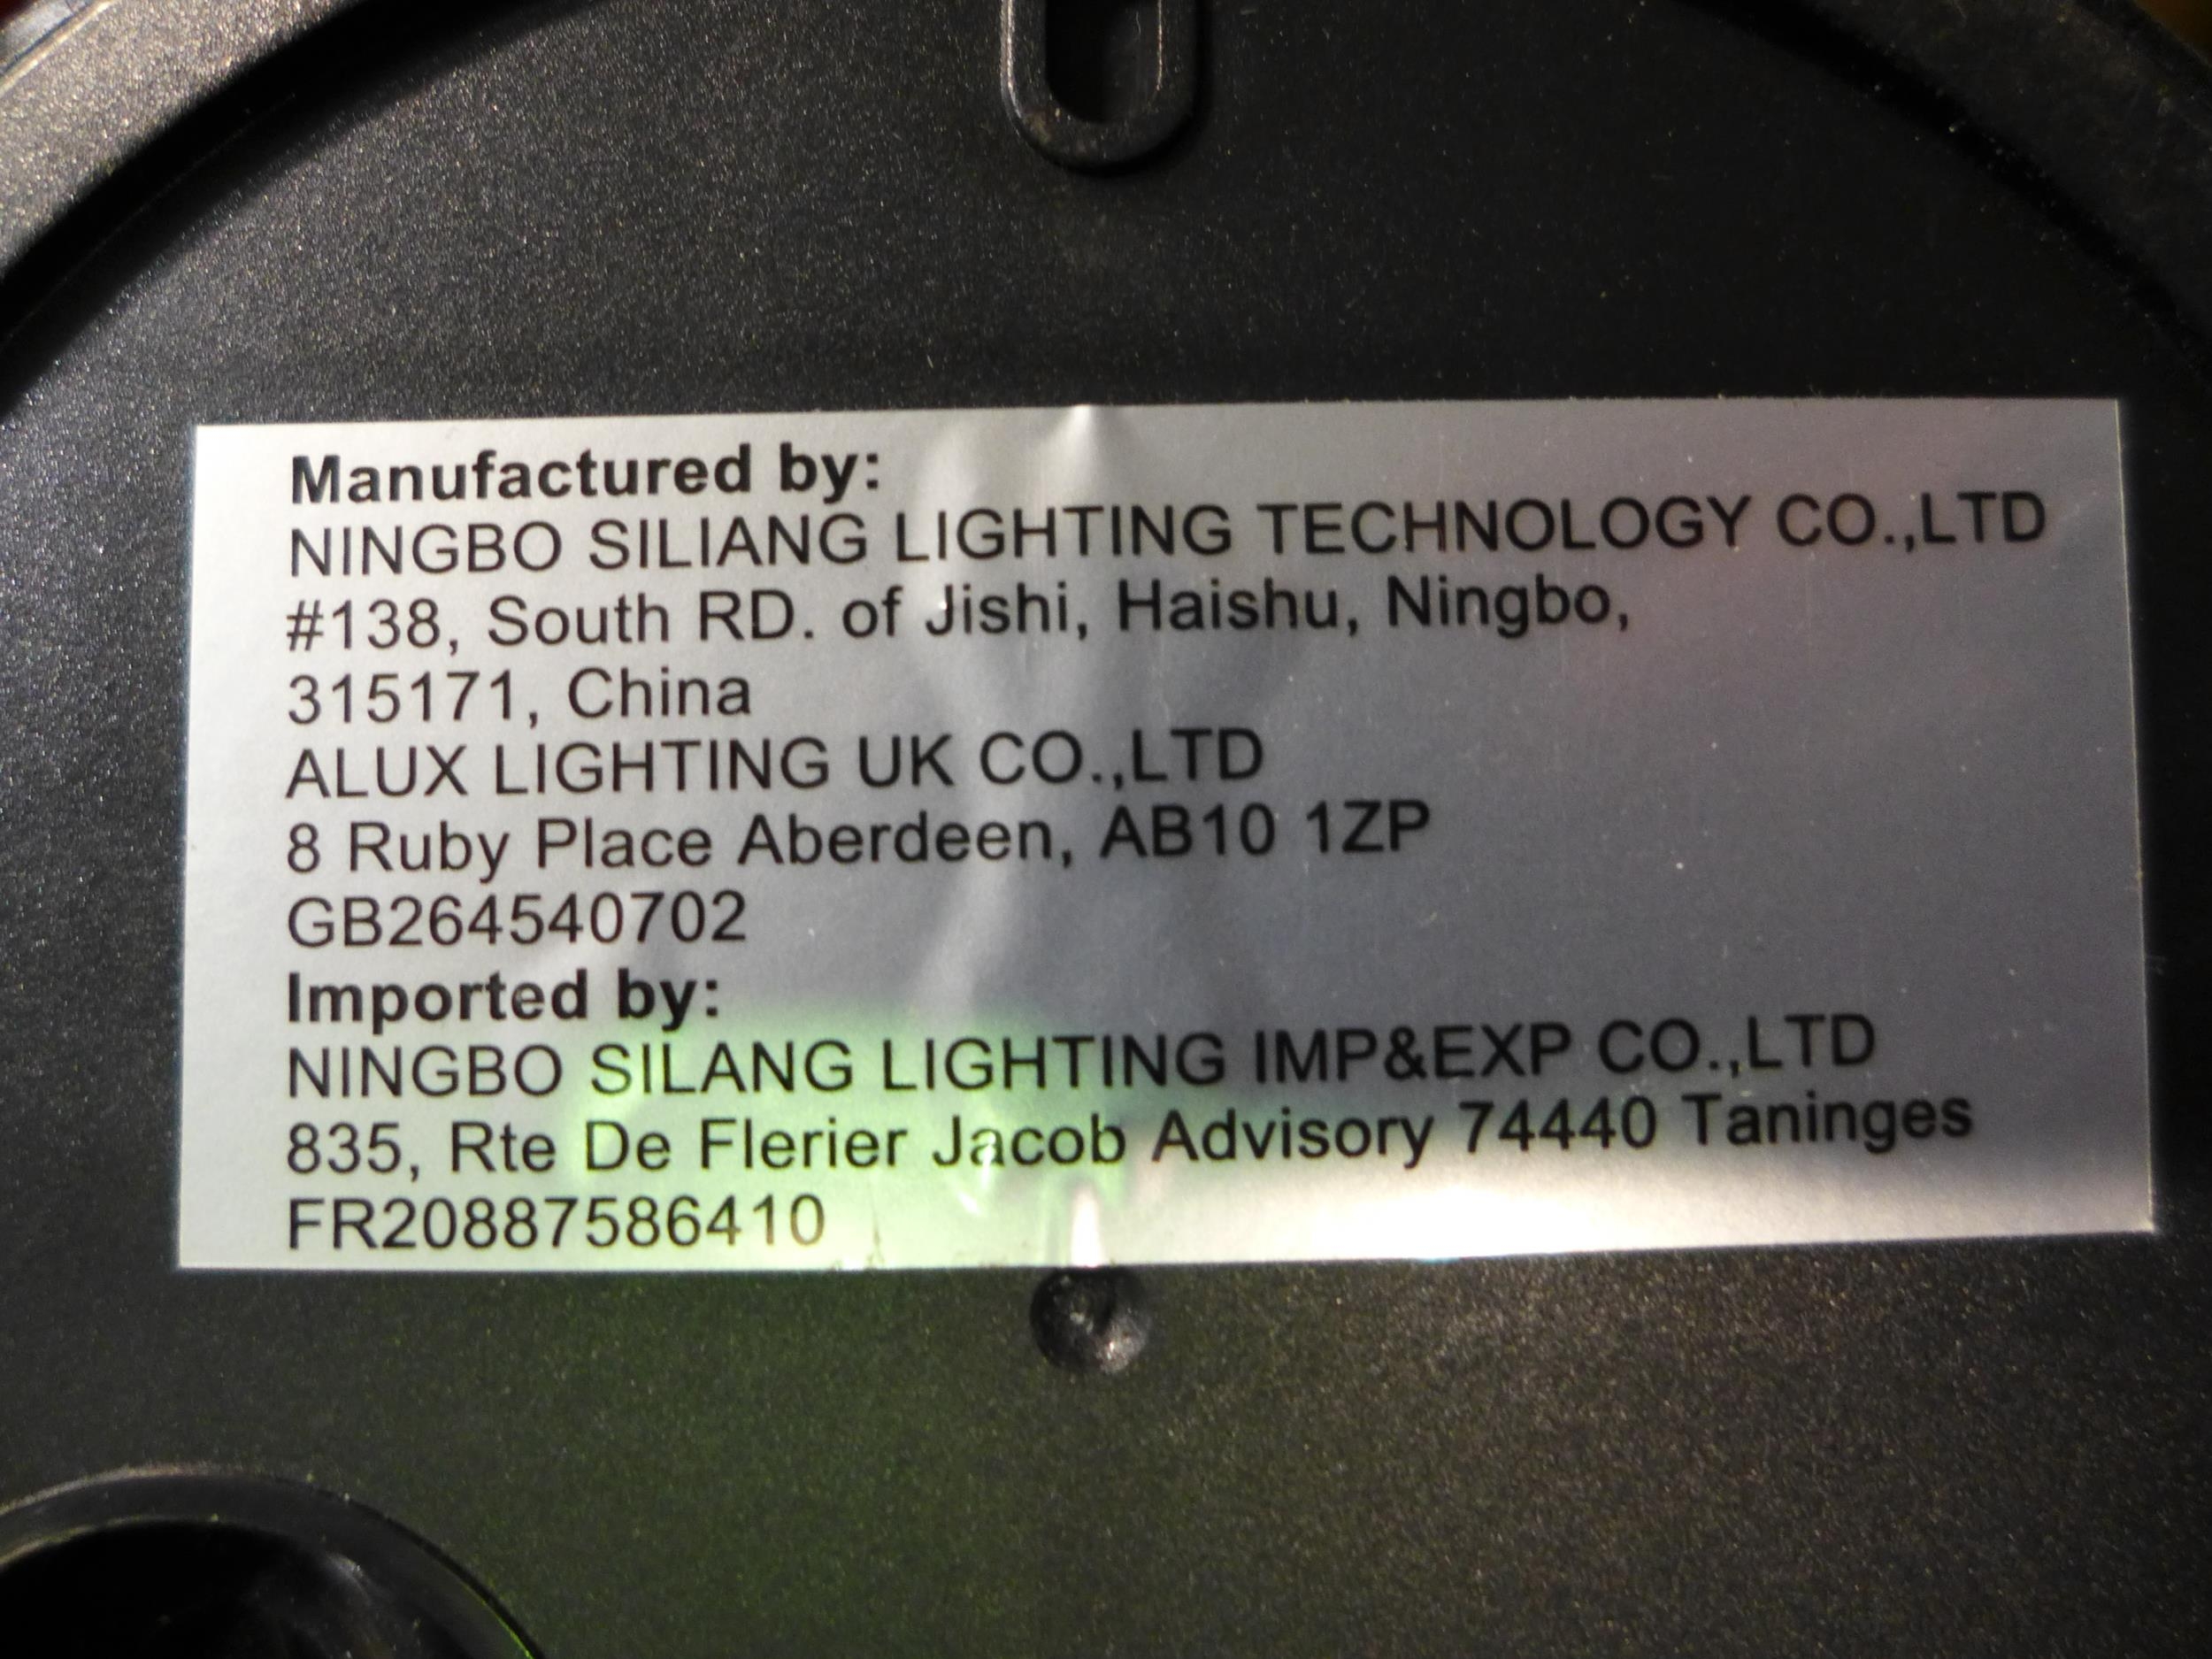 Manufactured by:
NINGBO SILIANG LIGHTING TECHNOLOGY CO.,LTD
#138, South RD. of Jishi, Haishu, Ningbo,
315171, China
ALUX LIGHTING UK CO.,LTD
8 Ruby Place Aberdeen, AB10 1ZP
GB264540702
Imported by:
NINGBO SILANG LIGHTING IMP&EXP CO.,LTD
835, Rte De Flerier Jacob Advisory 74440 Taninges
FR20887586410